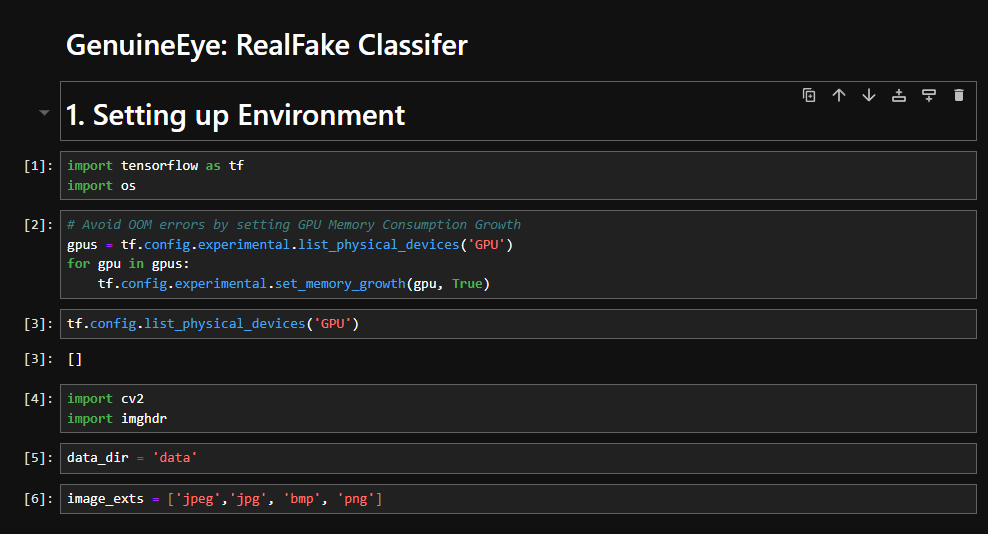 GenuineEye: RealFake Classifer
1. Setting up Environment
[1]: import tensorflow as tf
import os
[2]: # Avoid OOM errors by setting GPU Memory Consumption Growth
gpus = tf.config.experimental.list_physical_devices('GPU')
for gpu in gpus:
    tf.config.experimental.set_memory_growth(gpu, True)
[3]: tf.config.list_physical_devices('GPU')
[3]: []
[4]: import cv2
import imghdr
[5]: data_dir = 'data'
[6]: image_exts = ['jpeg','jpg', 'bmp', 'png']